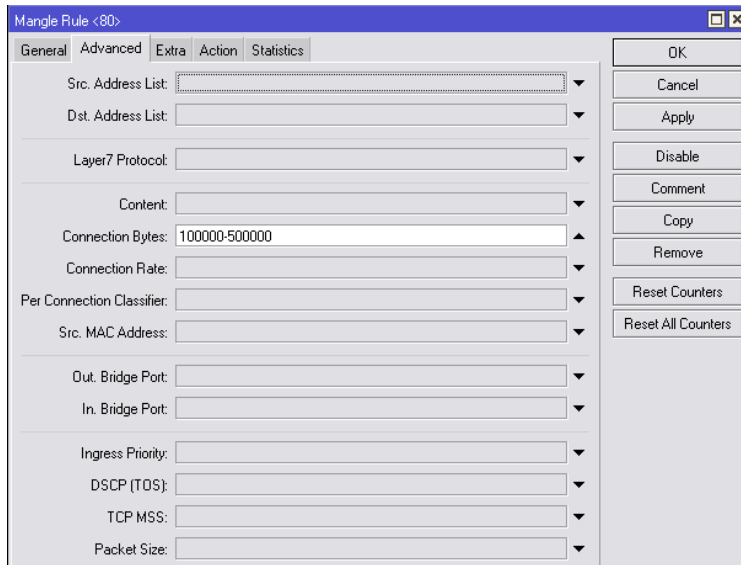 Mangle Rule <80>
General Advanced Extra Action Statistics
Src. Address List:
Dst. Address List:
Layer7 Protocol:
Content:
Connection Bytes: 100000-500000
Connection Rate:
Per Connection Classifier:
Src. MAC Address:
Out. Bridge Port:
In. Bridge Port:
Ingress Priority:
DSCP (TOS):
TCP MSS:
Packet Size:
OK
Cancel
Apply
Disable
Comment
Copy
Remove
Reset Counters
Reset All Counters